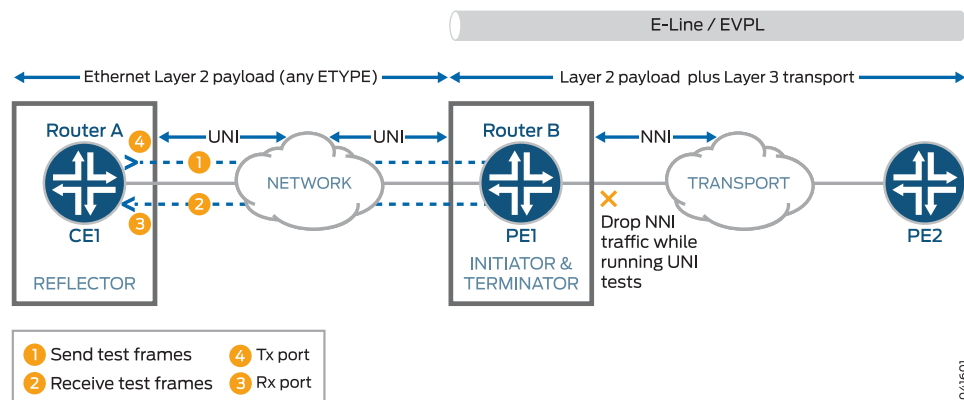 E-Line / EVPL
Ethernet Layer 2 payload (any ETYPE)
Layer 2 payload plus Layer 3 transport
Router A
4
UNI
UNI
Router B
NNI
1
NETWORK
TRANSPORT
2
3
CE1
PE1
PE2
REFLECTOR
INITIATOR &
TERMINATOR
Drop NNI
traffic while
running UNI
tests
1 Send test frames
4 Tx port
2 Receive test frames
3 Rx port